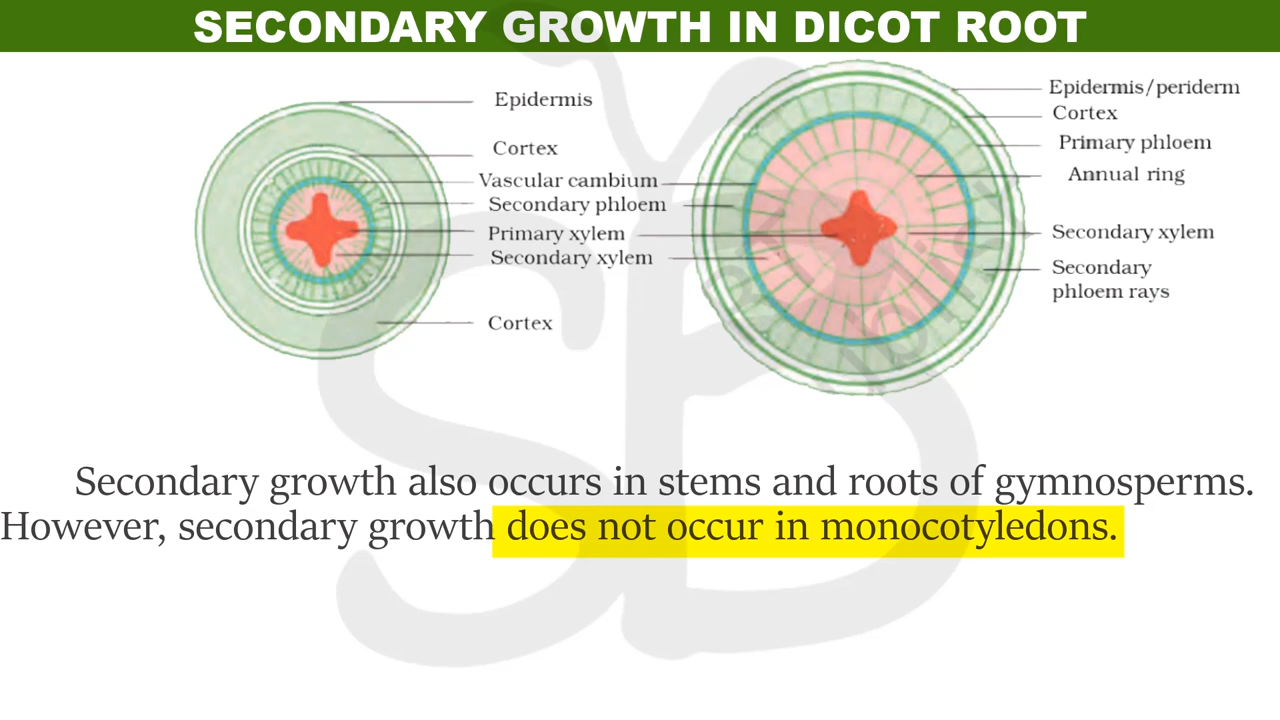 SECONDARY GROWTH IN DICOT ROOT
Epidermis
Cortex
Vascular cambium
Secondary phloem
Primary xylem
Secondary xylem
Cortex
Epidermis/periderm
Cortex
Primary phloem
Annual ring
Secondary xylem
Secondary
phloem rays
Secondary growth also occurs in stems and roots of gymnosperms.
However, secondary growth does not occur in monocotyledons.